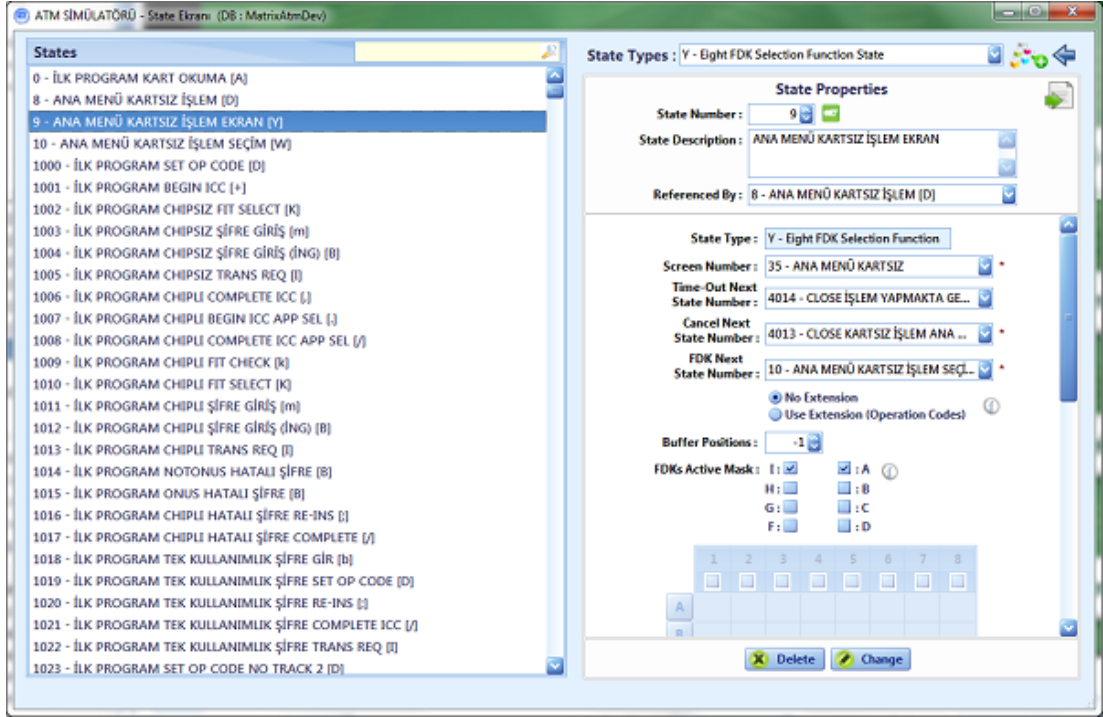 ATM SİMÜLATÖRÜ - State Ekranı (DB : MatrixAtmDev)
States
0 - İLK PROGRAM KART OKUMA [A]
8 - ANA MENÜ KARTSIZ İŞLEM [D]
9 - ANA MENÜ KARTSIZ İŞLEM EKRAN [Y]
10 - ANA MENÜ KARTSIZ İŞLEM SEÇİM [W]
1000 - İLK PROGRAM SET OP CODE [D]
1001 - İLK PROGRAM BEGIN ICC [+]
1002 - İLK PROGRAM CHIPSIZ FIT SELECT [K]
1003 - İLK PROGRAM CHIPSIZ ŞİFRE GİRİŞ [m]
1004 - İLK PROGRAM CHIPSIZ ŞİFRE GİRİŞ (İNG) [B]
1005 - İLK PROGRAM CHIPSIZ TRANS REQ [I]
1006 - İLK PROGRAM CHIPLI COMPLETE ICC [,]
1007 - İLK PROGRAM CHIPLI BEGIN ICC APP SEL [.]
1008 - İLK PROGRAM CHIPLI COMPLETE ICC APP SEL [/]
1009 - İLK PROGRAM CHIPLI FIT CHECK [k]
1010 - İLK PROGRAM CHIPLI FIT SELECT [K]
1011 - İLK PROGRAM CHIPLI ŞİFRE GİRİŞ [m]
1012 - İLK PROGRAM CHIPLI ŞİFRE GİRİŞ (İNG) [B]
1013 - İLK PROGRAM CHIPLI TRANS REQ [I]
1014 - İLK PROGRAM NOTONUS HATALI ŞİFRE [B]
1015 - İLK PROGRAM ONUS HATALI ŞİFRE [B]
1016 - İLK PROGRAM CHIPLI HATALI ŞİFRE RE-INS [;]
1017 - İLK PROGRAM CHIPLI HATALI ŞİFRE COMPLETE [/]
1018 - İLK PROGRAM TEK KULLANIMLIK ŞİFRE GİR [b]
1019 - İLK PROGRAM TEK KULLANIMLIK ŞİFRE SET OP CODE [D]
1020 - İLK PROGRAM TEK KULLANIMLIK ŞİFRE RE-INS [;]
1021 - İLK PROGRAM TEK KULLANIMLIK ŞİFRE COMPLETE ICC [/]
1022 - İLK PROGRAM TEK KULLANIMLIK ŞİFRE TRANS REQ [I]
1023 - İLK PROGRAM SET OP CODE NO TRACK 2 [D]
State Types : Y - Eight FDK Selection Function State
State Properties
State Number : 9
State Description : ANA MENÜ KARTSIZ İŞLEM EKRAN
Referenced By : 8 - ANA MENÜ KARTSIZ İŞLEM [D]
State Type : Y - Eight FDK Selection Function
Screen Number : 35 - ANA MENÜ KARTSIZ *
Time-Out Next
State Number : 4014 - CLOSE İŞLEM YAPMAKTA GE...
Cancel Next
State Number : 4013 - CLOSE KARTSIZ İŞLEM ANA ... *
FDK Next
State Number : 10 - ANA MENÜ KARTSIZ İŞLEM SEÇİ... *
No Extension
Use Extension (Operation Codes)
Buffer Positions : -1
FDKs Active Mask : I : : A
H : : B
G : : C
F : : D
1 2 3 4 5 6 7 8
A
B
Delete Change